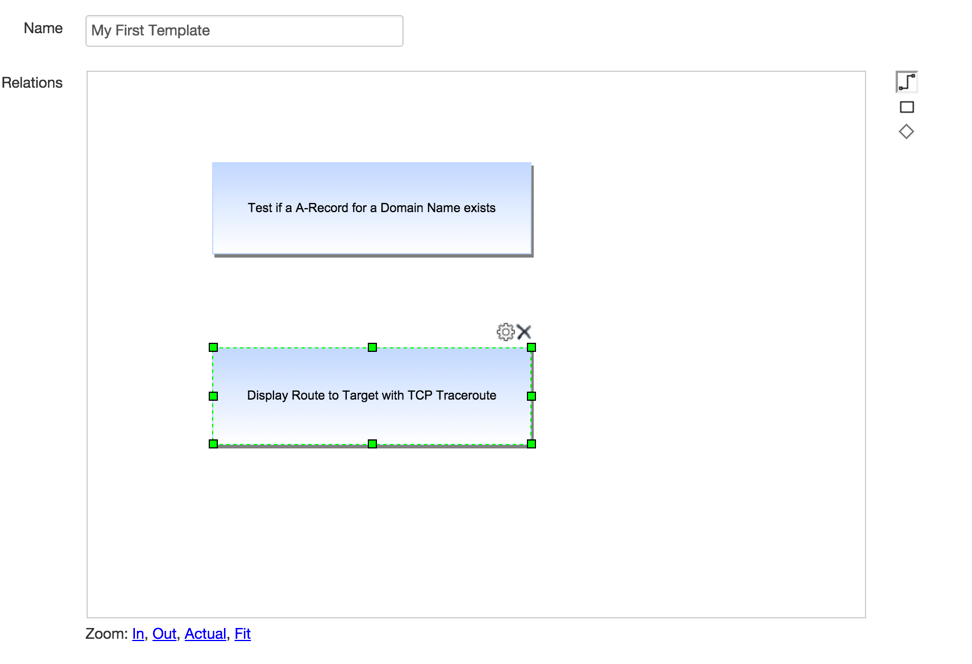 Name
My First Template
Relations
Test if a A-Record for a Domain Name exists
Display Route to Target with TCP Traceroute
Zoom: In, Out, Actual, Fit